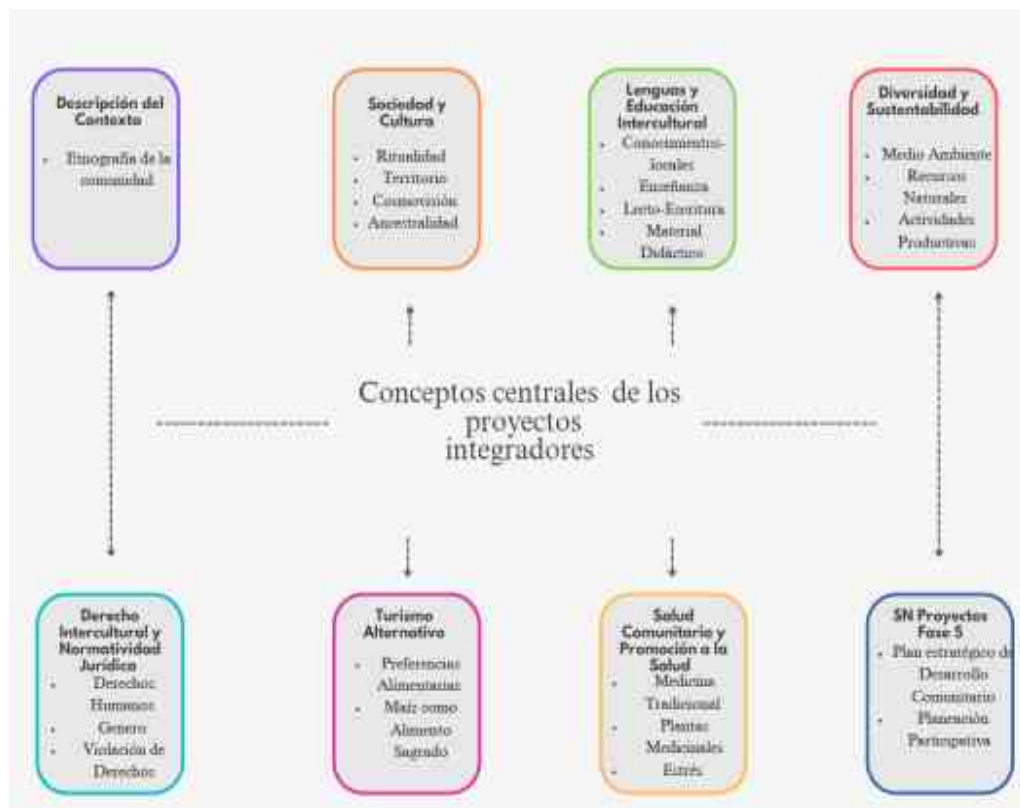 Descripción del
Contexto
• Etnografía de la
comunidad
Sociedad y
Cultura
• Ritualidad
• Territorio
• Cosmovisión
• Ancestralidad
Lenguas y
Educación
Intercultural
• Conocimientos-
locales
• Enseñanza
• Lecto-Escritura
• Material
Didáctico
Diversidad y
Sustentabilidad
• Medio Ambiente
• Recursos
Naturales
• Actividades
Productivas
Conceptos centrales de los
proyectos
integradores
Derecho
Intercultural y
Normatividad
Jurídica
• Derechos
Humanos
• Genero
• Violación de
Derechos
Turismo
Alternativo
• Preferencias
Alimentarias
• Maíz como
Alimento
Sagrado
Salud
Comunitaria y
Promoción a la
Salud
• Medicina
Tradicional
• Plantas
Medicinales
• Estrés
SN Proyectos
Fase 5
• Plan estratégico de
Desarrollo
Comunitario
• Planeación
Participativa